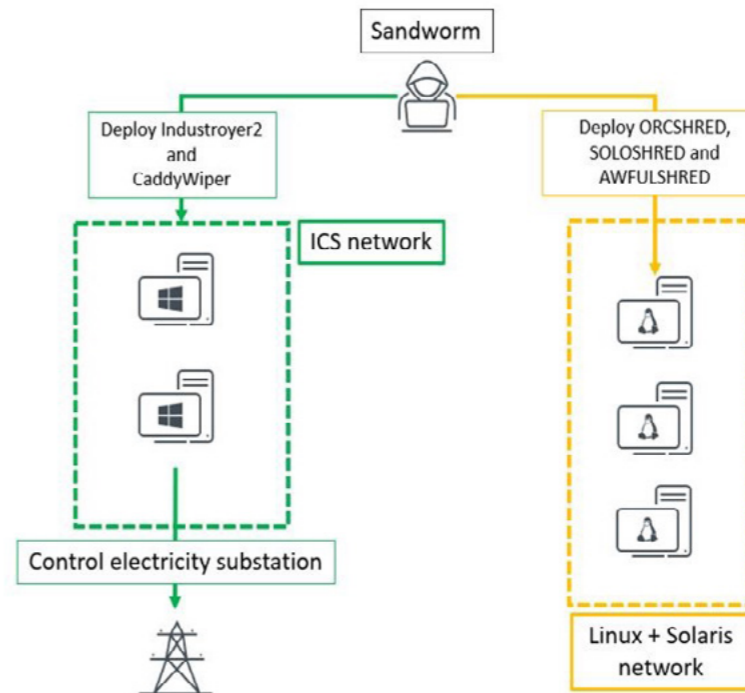 Sandworm
Deploy Industroyer2
and
CaddyWiper
Deploy ORCSHRED,
SOLOSHRED and
AWFULSHRED
ICS network
Control electricity substation
Linux + Solaris
network